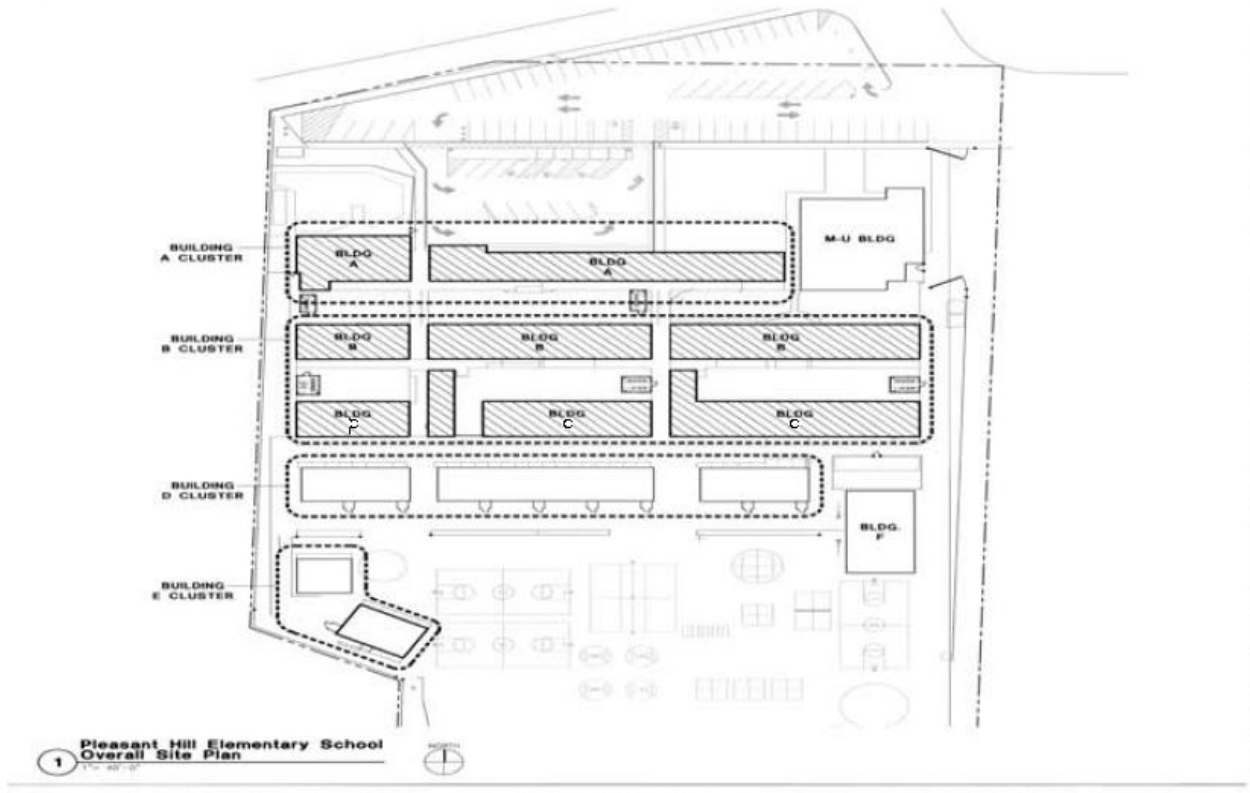 BUILDING
A CLUSTER
BLDG
A
BLDG
A
M-U BLDG
BUILDING
B CLUSTER
BLDG
B
BLDG
B
BLDG
B
BLDG
C
BLDG
C
BLDG
C
BUILDING
D CLUSTER
BLDG.
F
BUILDING
E CLUSTER
1
Pleasant Hill Elementary School
Overall Site Plan
NORTH